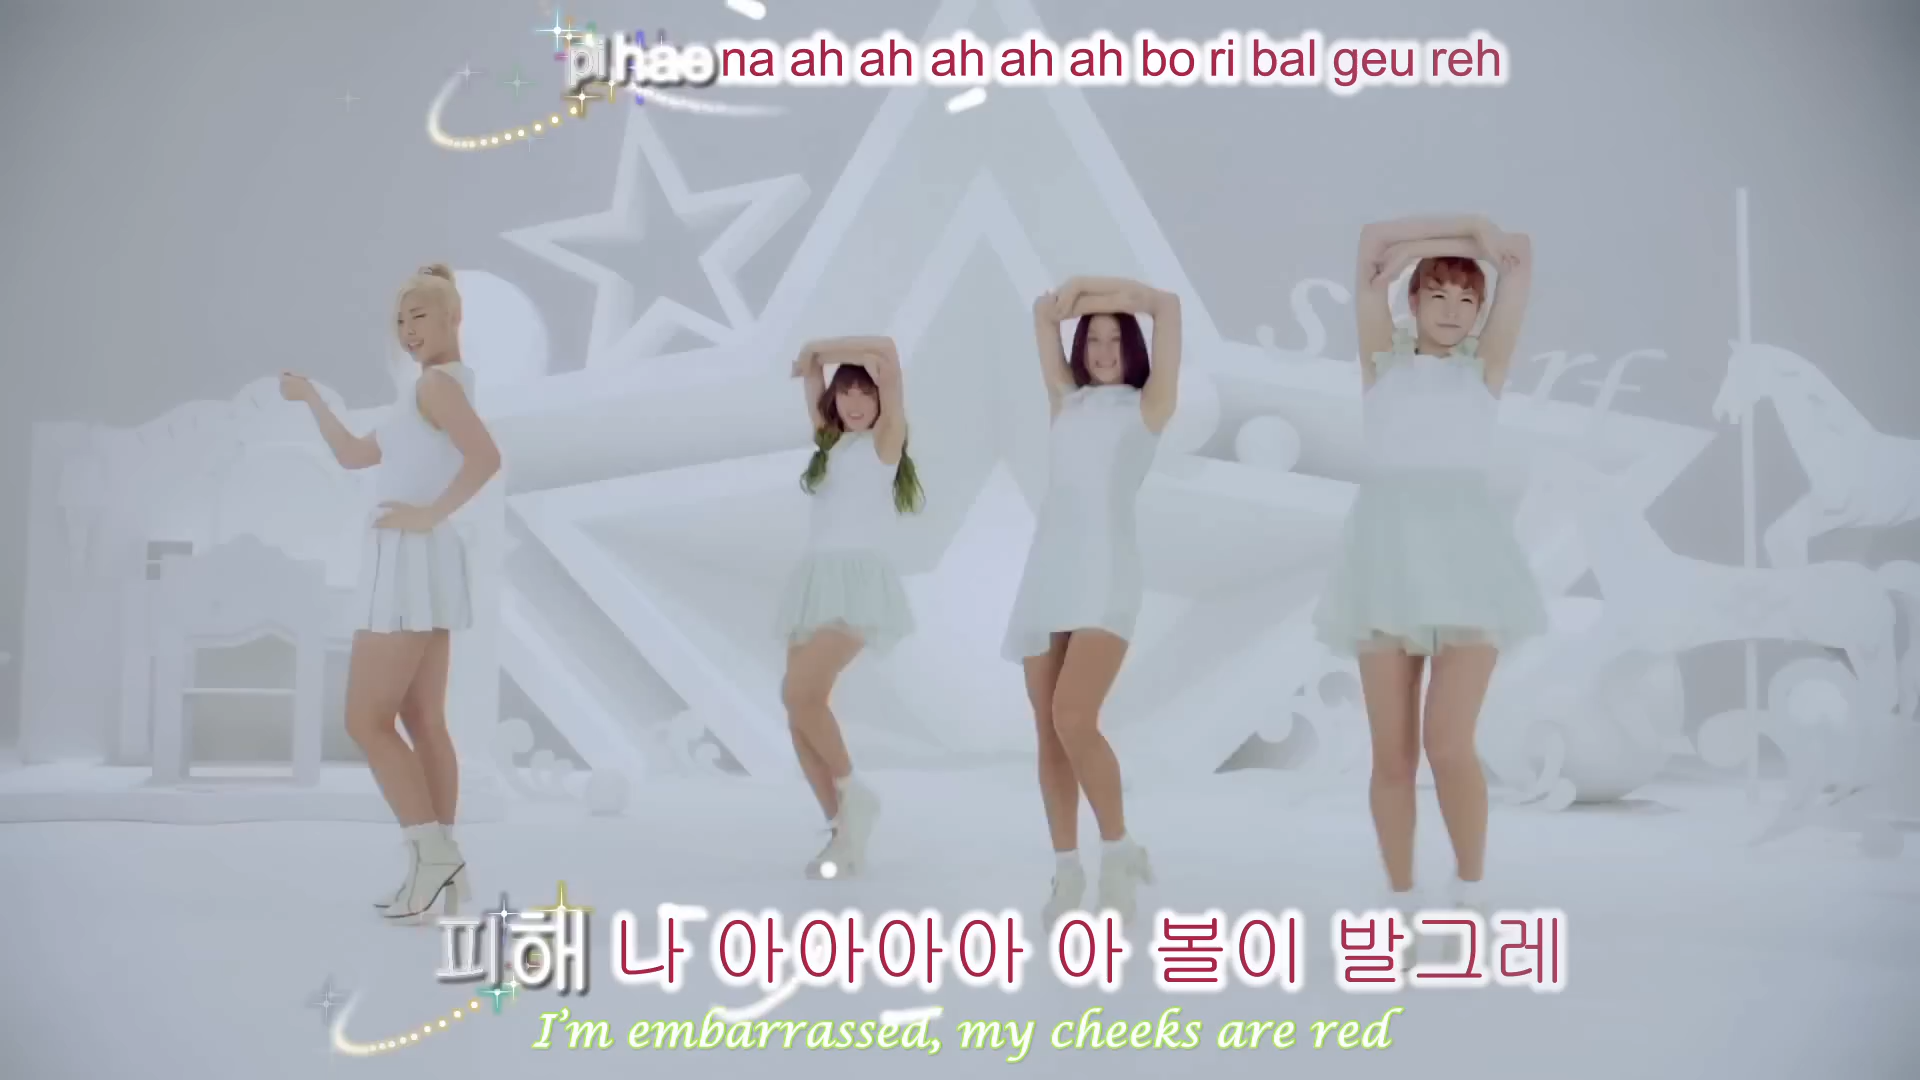 pi hae na ah ah ah ah ah bo ri bal geu reh
피해 나 아아아아 아 볼이 발그레
I'm embarrassed, my cheeks are red